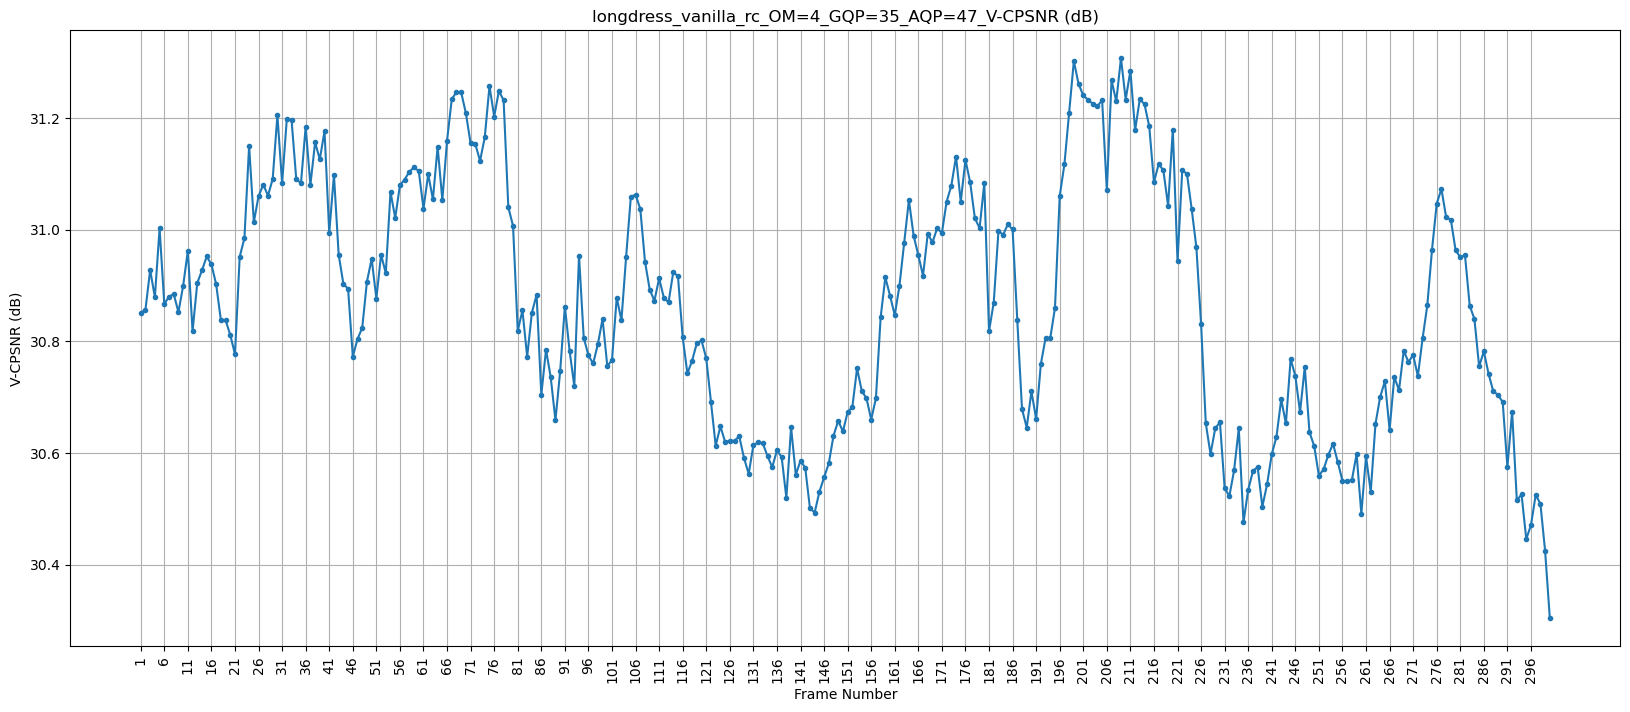 longdress_vanilla_rc_OM=4_GQP=35_AQP=47_V-CPSNR (dB)
V-CPSNR (dB)
31.2
31.0
30.8
30.6
30.4
1 6 11 16 21 26 31 36 41 46 51 56 61 66 71 76 81 86 91 96 101 106 111 116 121 126 131 136 141 146 151 156 161 166 171 176 181 186 191 196 201 206 211 216 221 226 231 236 241 246 251 256 261 266 271 276 281 286 291 296
Frame Number